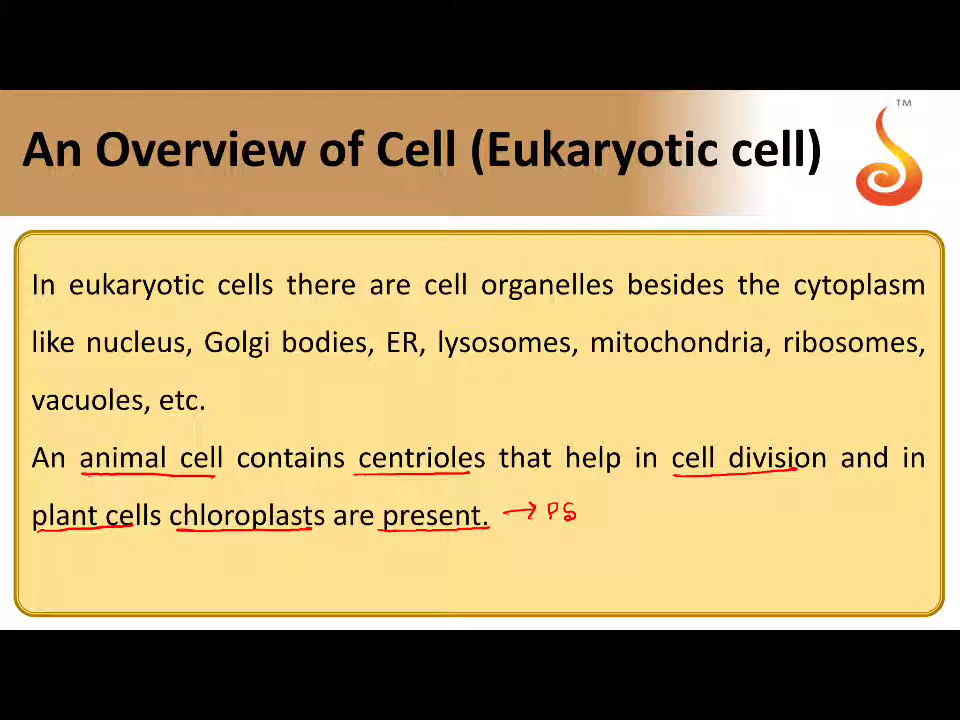 TM
An Overview of Cell (Eukaryotic cell)
In eukaryotic cells there are cell organelles besides the cytoplasm
like nucleus, Golgi bodies, ER, lysosomes, mitochondria, ribosomes,
vacuoles, etc.
An animal cell contains centrioles that help in cell division and in
plant cells chloroplasts are present. → PS